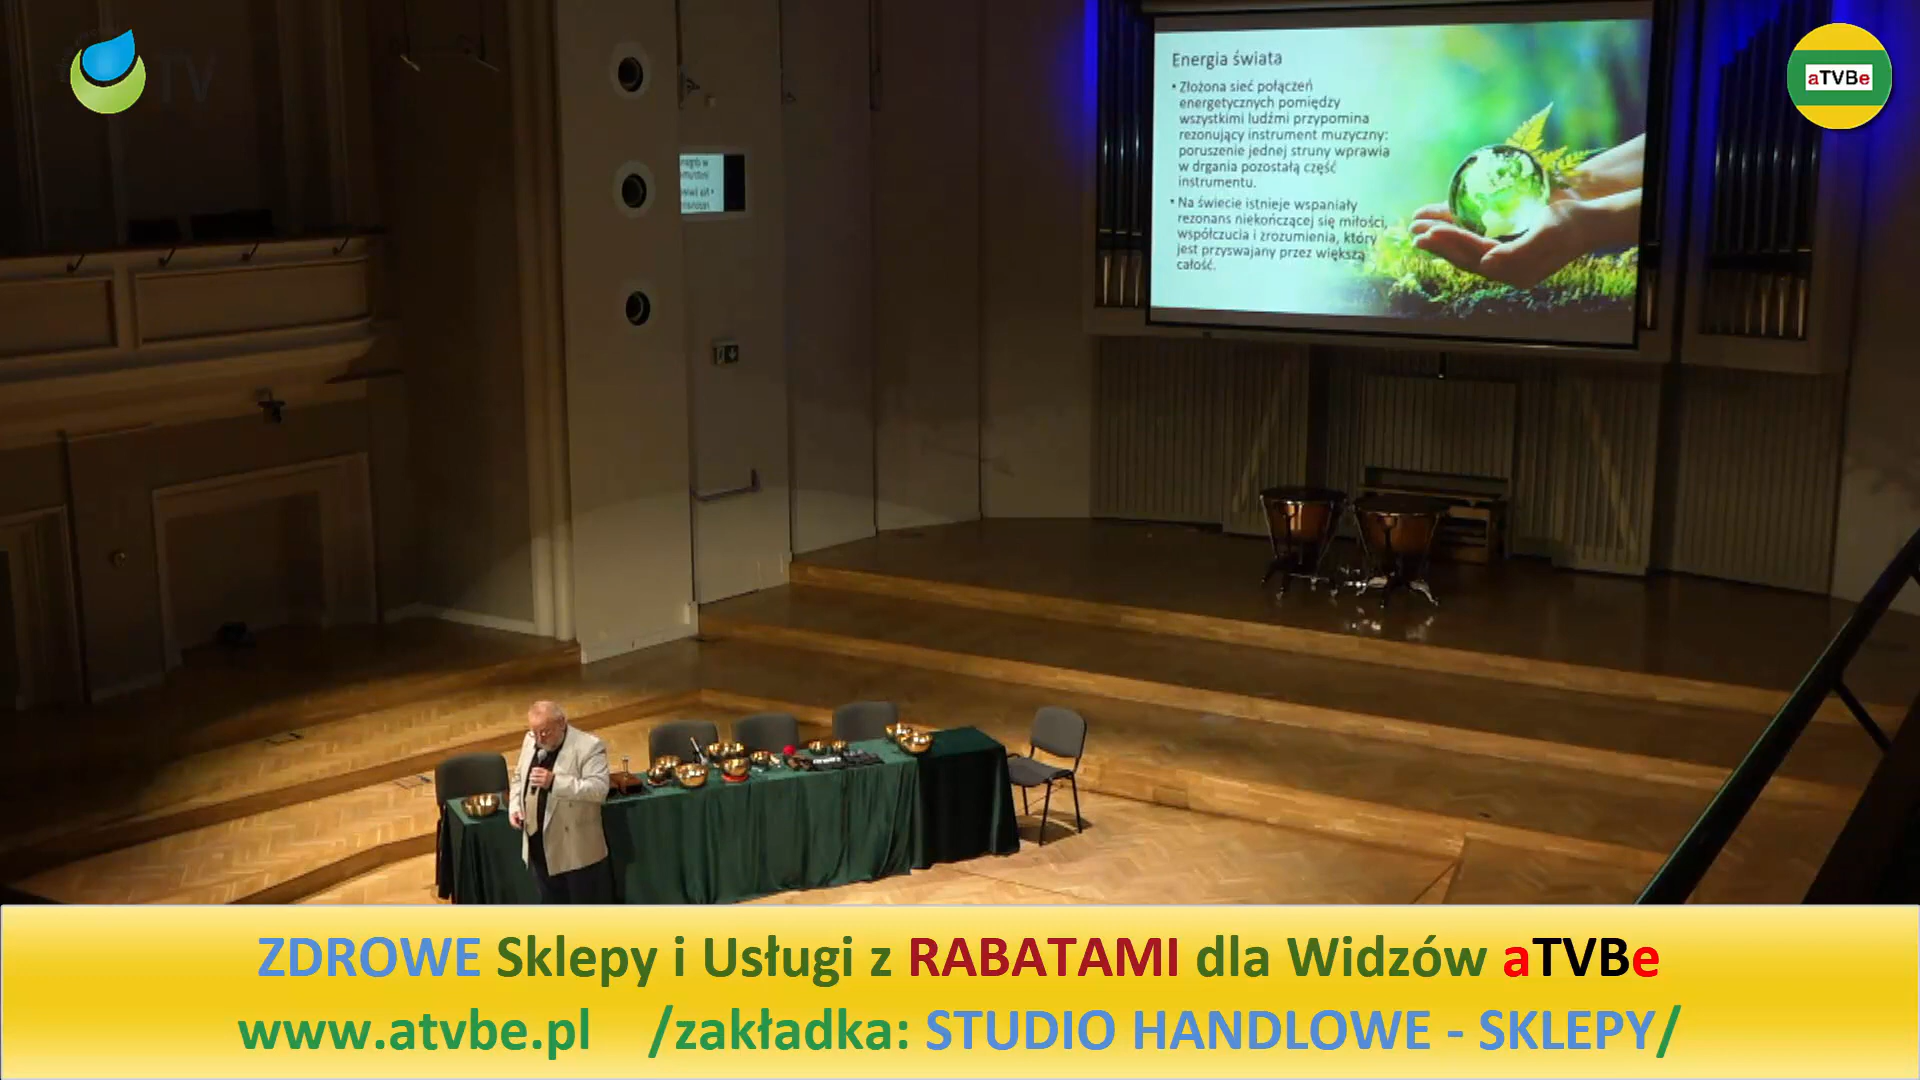 TV
aTVBe
Energia świata
• Złożona sieć połączeń
energetycznych pomiędzy
wszystkimi ludźmi przypomina
rezonujący instrument muzyczny;
poruszenie jednej struny wprawia
w drgania pozostałą część
instrumentu.
• Na świecie istnieje wspaniały
rezonans niekończącej się miłości,
współczucia i zrozumienia, który
jest przyswajany przez większą
całość.
ZDROWE Sklepy i Usługi z RABATAMI dla Widzów aTVBe
www.atvbe.pl /zakładka: STUDIO HANDLOWE - SKLEPY/